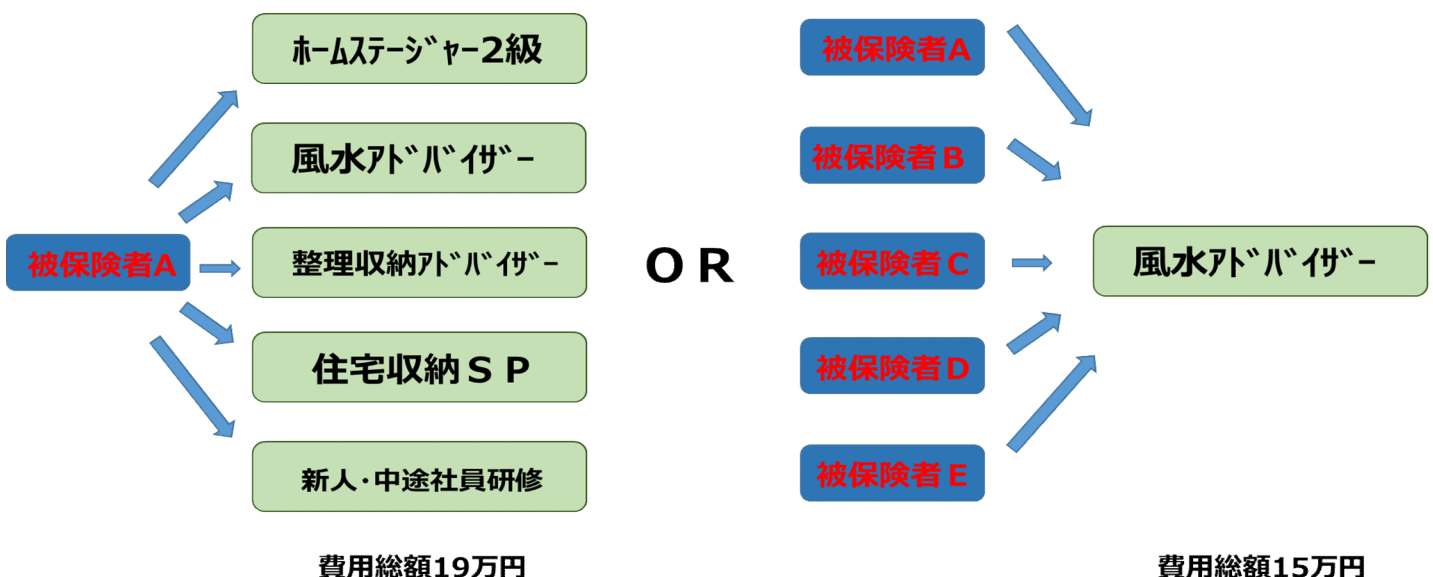 ﾎｰﾑｽﾃｰｼﾞｬｰ2級
風水ｱﾄﾞﾊﾞｲｻﾞｰ
整理収納ｱﾄﾞﾊﾞｲｻﾞｰ
住宅収納ＳＰ
新人・中途社員研修
被保険者A
費用総額19万円
ＯＲ
被保険者A
被保険者Ｂ
被保険者Ｃ
被保険者Ｄ
被保険者Ｅ
風水ｱﾄﾞﾊﾞｲｻﾞｰ
費用総額15万円